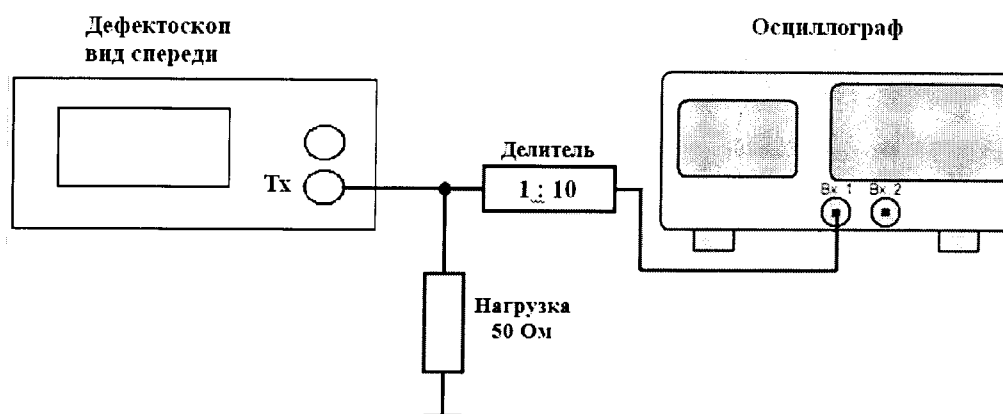 Дефектоскоп
вид спереди
Осциллограф
Tx
Делитель
1 : 10
Вх. 1
Вх. 2
Нагрузка
50 Ом